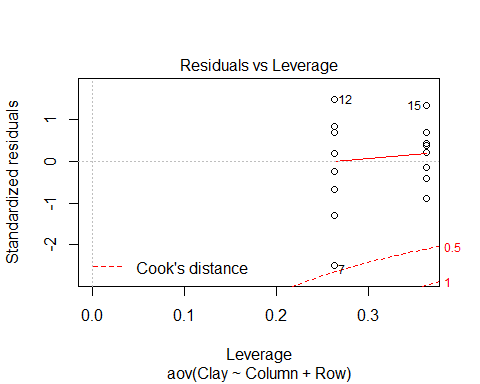 Residuals vs Leverage
Standardized residuals
1
0
-1
-2
12
15
7
0.5
1
Cook's distance
0.0
0.1
0.2
0.3
Leverage
aov(Clay ~ Column + Row)